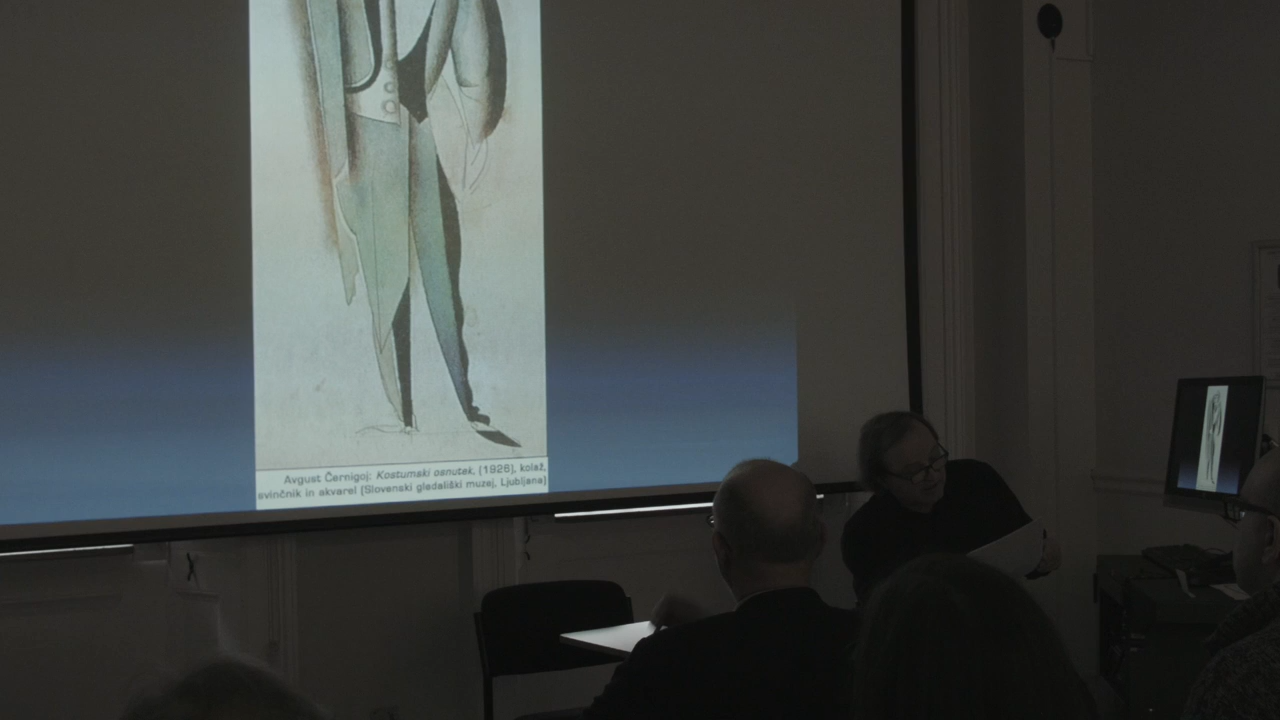 Avgust Černigoj: Kostumski osnutek, (1926), kolaž,
svinčnik in akvarel (Slovenski gledališki muzej, Ljubljana)